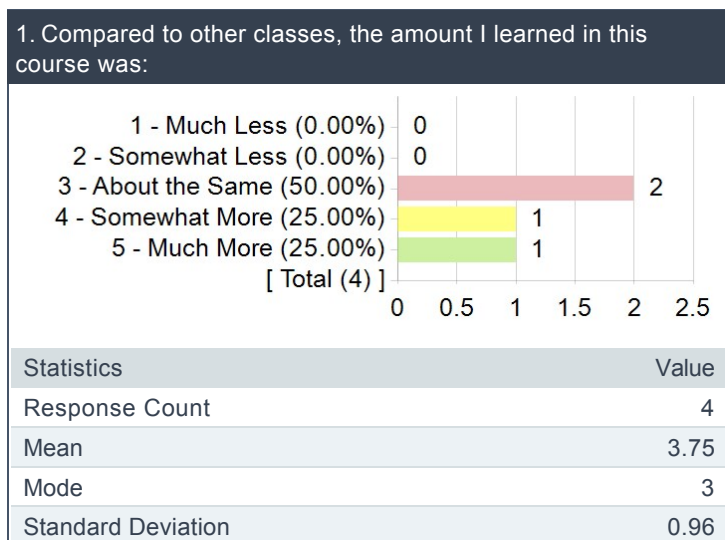 1. Compared to other classes, the amount I learned in this
course was:
1 - Much Less (0.00%) 0
2 - Somewhat Less (0.00%) 0
3 - About the Same (50.00%) 2
4 - Somewhat More (25.00%) 1
5 - Much More (25.00%) 1
[ Total (4) ]
0 0.5 1 1.5 2 2.5
Statistics Value
Response Count 4
Mean 3.75
Mode 3
Standard Deviation 0.96